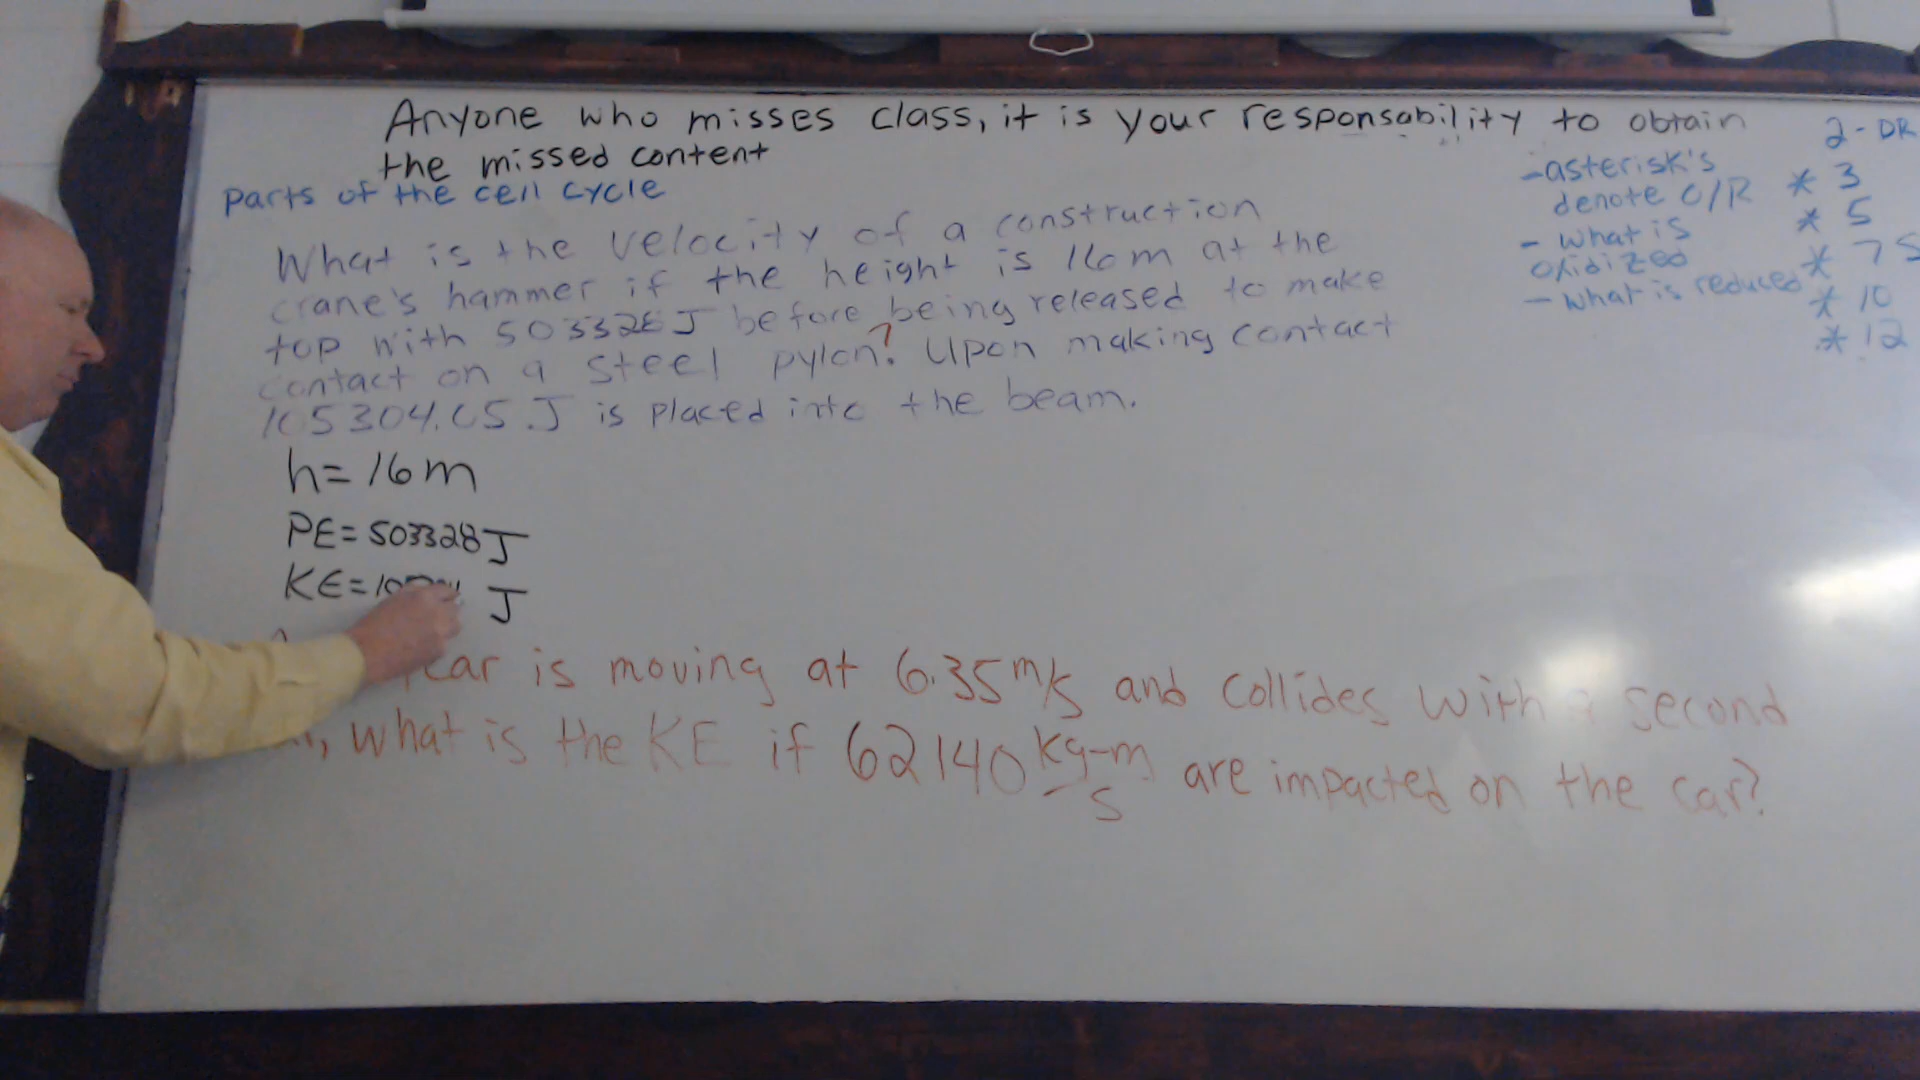 Anyone who misses class, it is your responsability to obtain
the missed content
Parts of the cell cycle
What is the velocity of a construction
crane's hammer if the height is 16m at the
top with 503328 J before being released to make
contact on a steel pylon? Upon making contact
105304.05 J is placed into the beam.
h=16m
PE=503328J
KE= J
car is moving at 6.35 m/s and collides with second
what is the KE if 62140 kg-m
s
are impacted on the car?
2-DR
-asterisk's
denote O/R
- what is
oxidized
- what is reduced
* 3
* 5
* 7 S
* 10
* 12